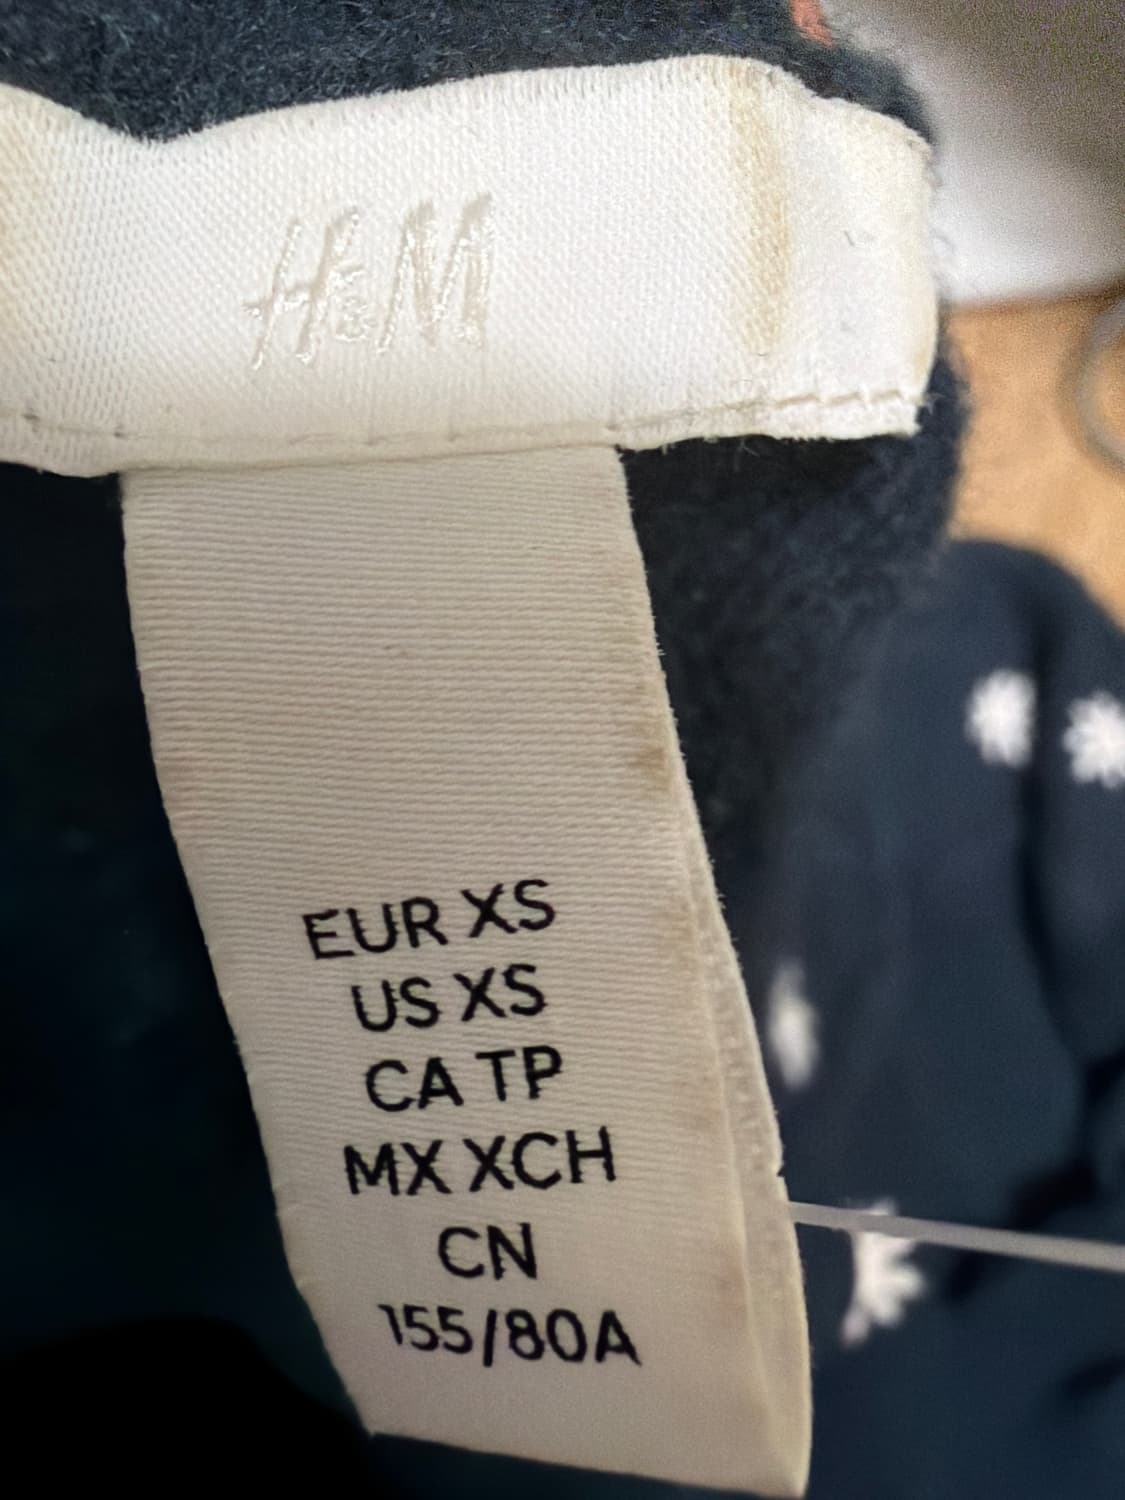 H&M
EUR XS
US XS
CA TP
MX XCH
CN
155/80A